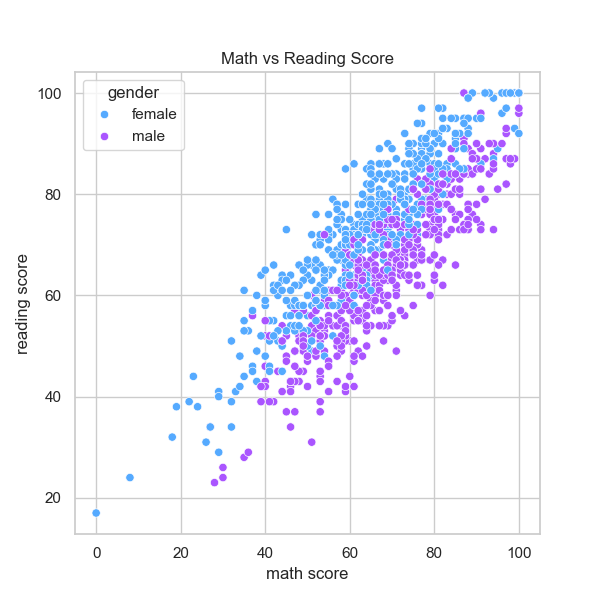 Math vs Reading Score
gender
female
male
reading score
100
80
60
40
20
0 20 40 60 80 100
math score